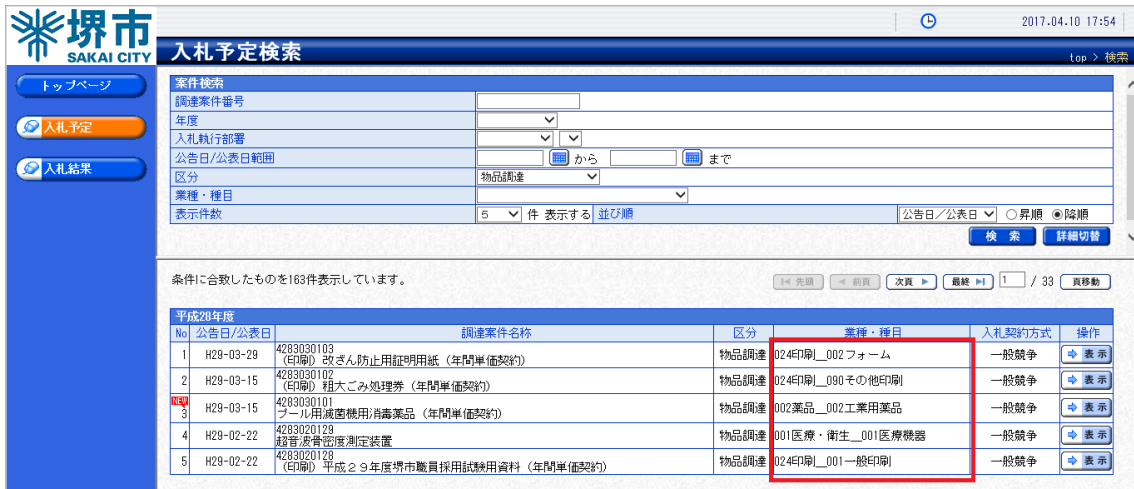 堺市
SAKAI CITY
2017.04.10 17:54
入札予定検索
top > 検索
トップページ
入札予定
入札結果
案件検索
調達案件番号
年度
入札執行部署
公告日/公表日範囲 から まで
区分 物品調達
業種・種目
表示件数 5 件 表示する 並び順 公告日／公表日 昇順 降順
検 索 詳細切替
条件に合致したものを163件表示しています。
先頭 前頁 次頁 最終 1 / 33 頁移動
平成28年度
No 公告日/公表日 調達案件名称 区分 業種・種目 入札契約方式 操作
4283030103
1 H29-03-29 （印刷）改ざん防止用証明用紙（年間単価契約） 物品調達 024印刷__002フォーム 一般競争 表示
4283030102
2 H29-03-15 （印刷）粗大ごみ処理券（年間単価契約） 物品調達 024印刷__090その他印刷 一般競争 表示
NEW 4283030101
3 H29-03-15 プール用滅菌機用消毒薬品（年間単価契約） 物品調達 002薬品__002工業用薬品 一般競争 表示
4283020129
4 H29-02-22 超音波骨密度測定装置 物品調達 001医療・衛生__001医療機器 一般競争 表示
4283020128
5 H29-02-22 （印刷）平成２９年度堺市職員採用試験用資料（年間単価契約） 物品調達 024印刷__001一般印刷 一般競争 表示